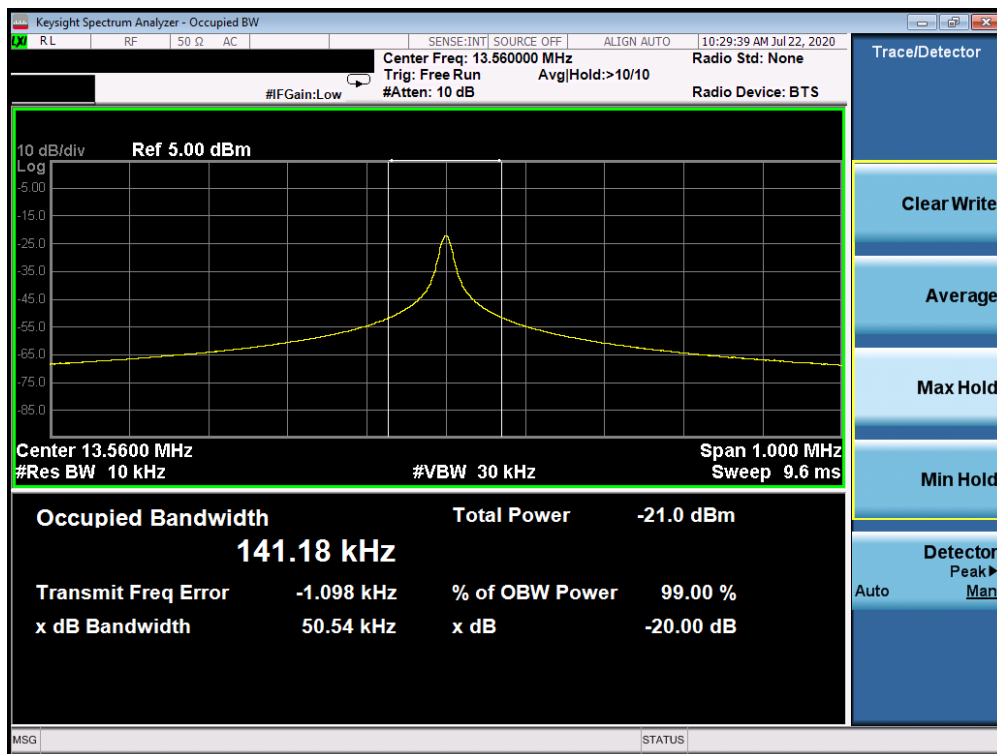 Keysight Spectrum Analyzer - Occupied BW
LXI RL RF 50 Ω AC SENSE:INT SOURCE OFF ALIGN AUTO 10:29:39 AM Jul 22, 2020
Center Freq: 13.560000 MHz Radio Std: None
Trig: Free Run Avg|Hold:>10/10
#IFGain:Low #Atten: 10 dB Radio Device: BTS
10 dB/div Ref 5.00 dBm
Log
-5.00
-15.0
-25.0
-35.0
-45.0
-55.0
-65.0
-75.0
-85.0
Center 13.5600 MHz Span 1.000 MHz
#Res BW 10 kHz #VBW 30 kHz Sweep 9.6 ms
Occupied Bandwidth Total Power -21.0 dBm
141.18 kHz
Transmit Freq Error -1.098 kHz % of OBW Power 99.00 %
x dB Bandwidth 50.54 kHz x dB -20.00 dB
MSG STATUS
Trace/Detector
Clear Write
Average
Max Hold
Min Hold
Detector
Peak▶
Auto Man